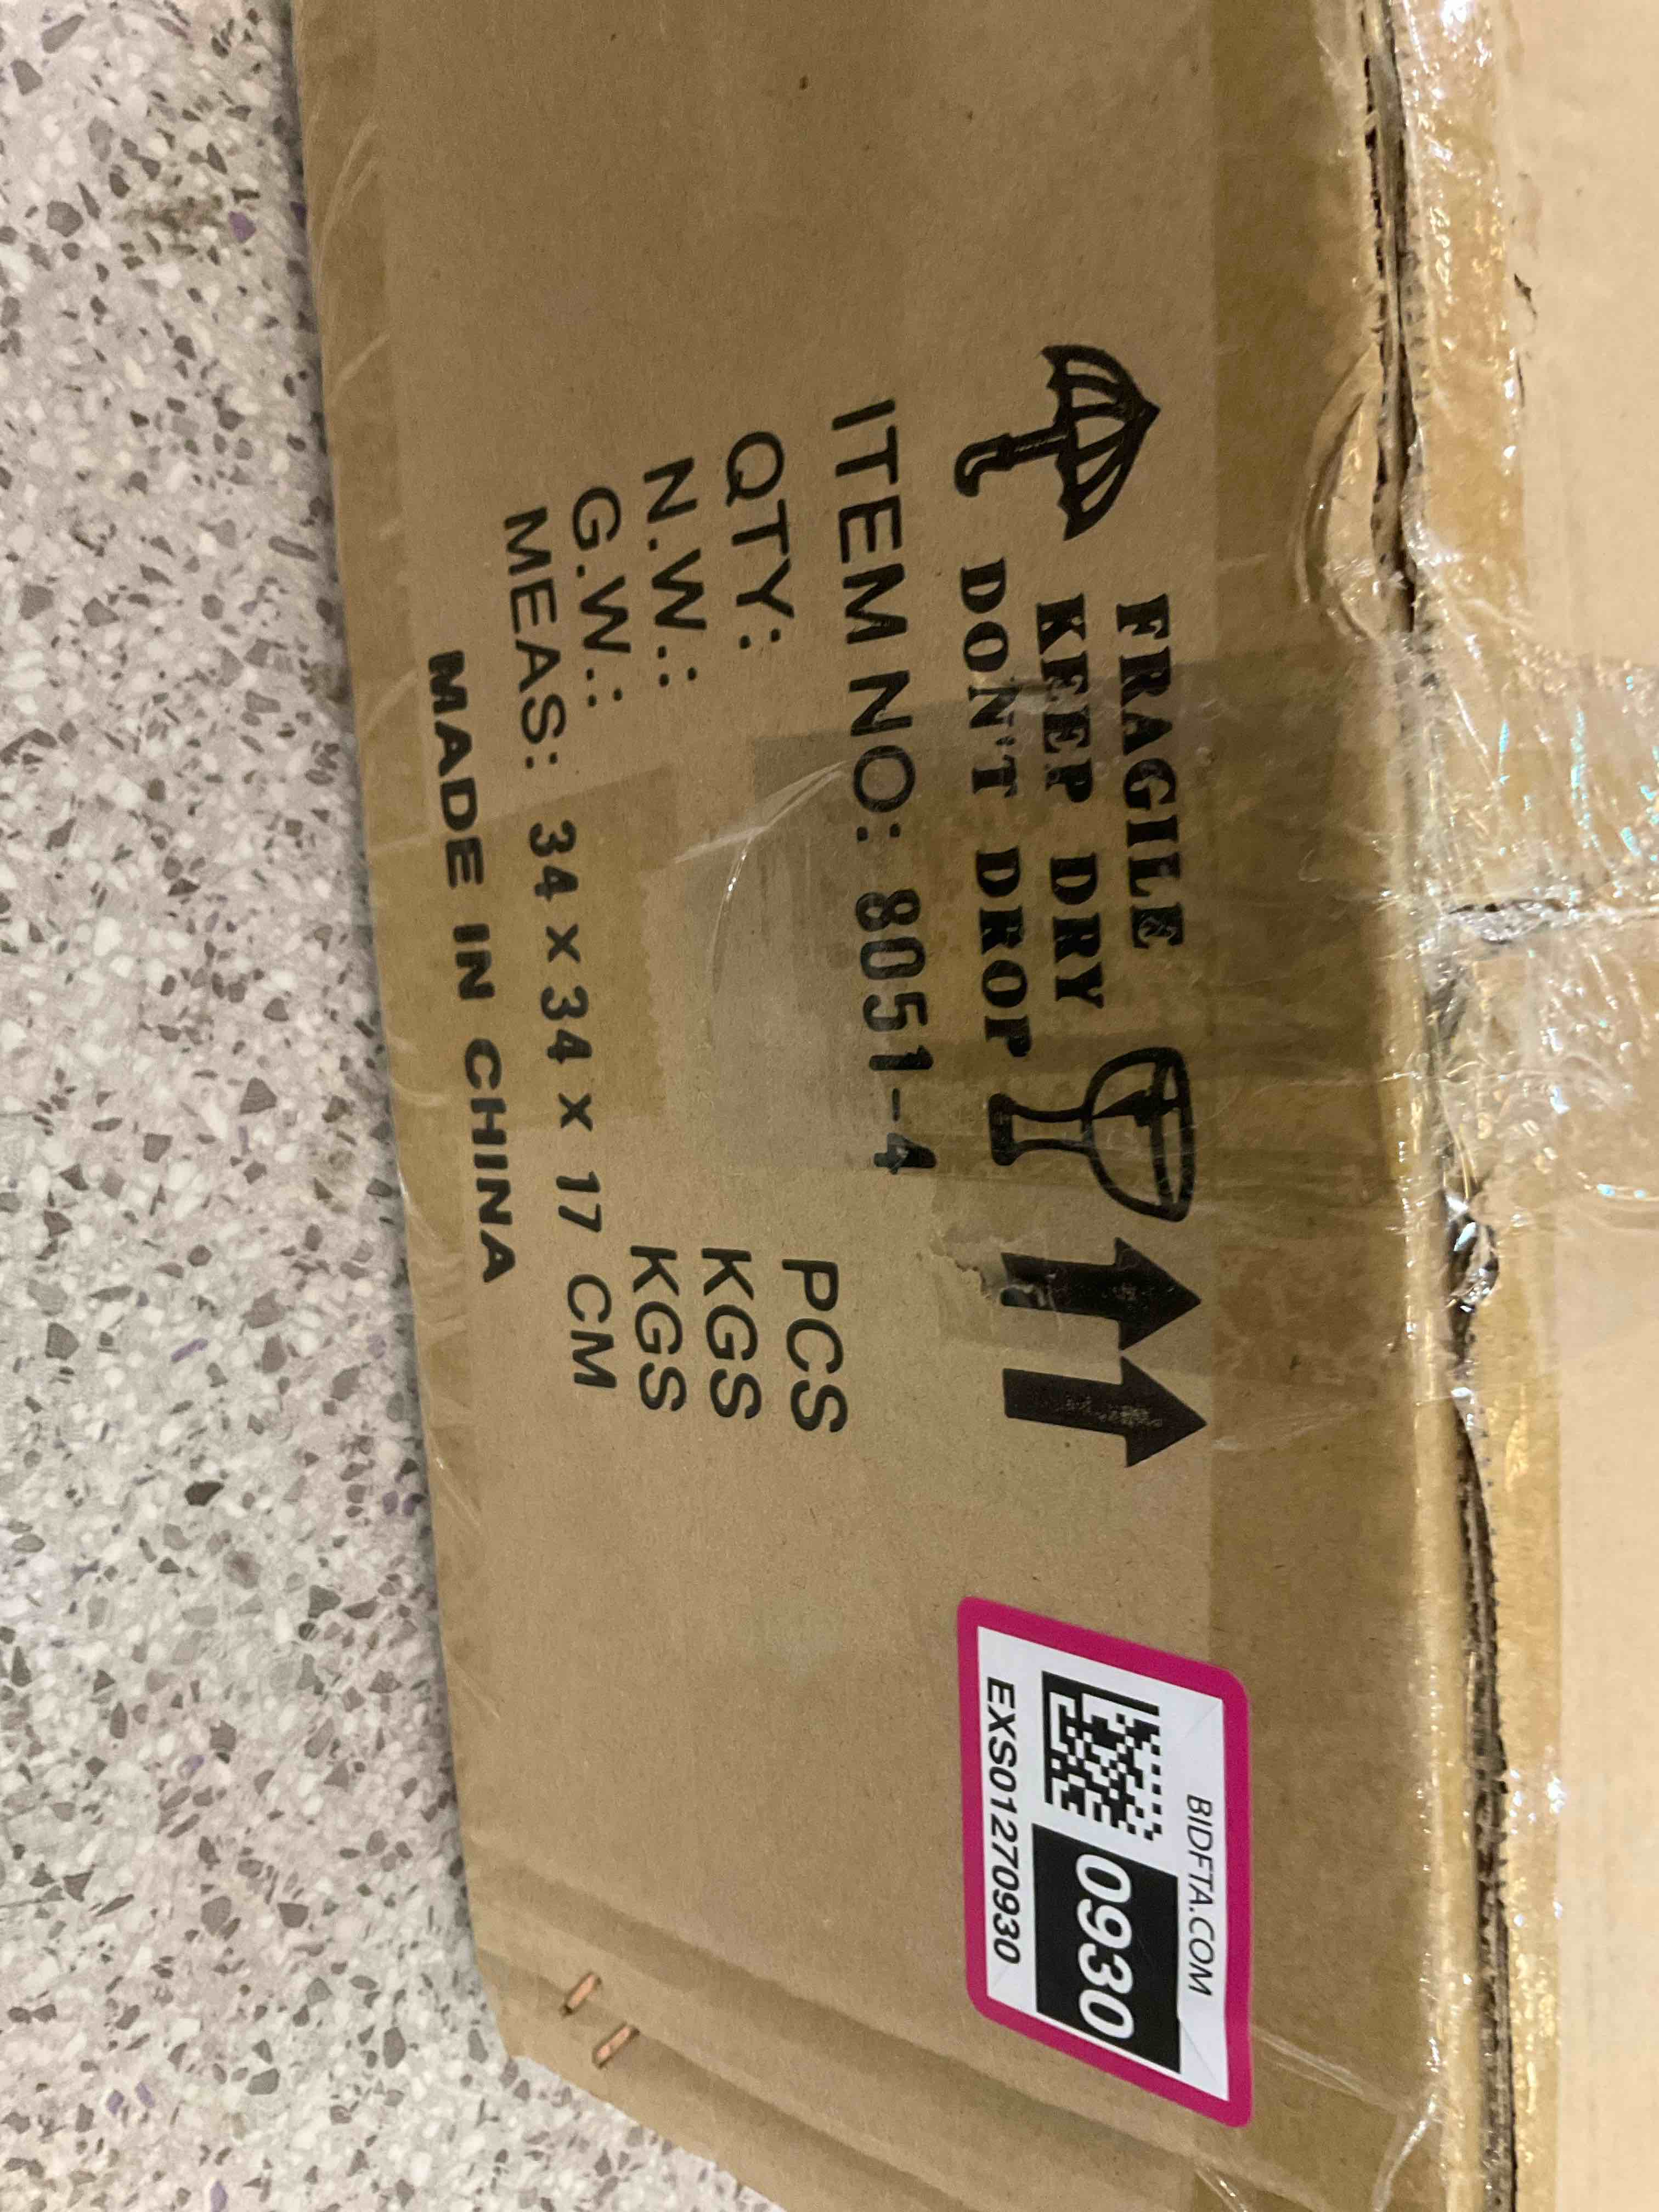 FRAGILE
KEEP DRY
DON'T DROP
ITEM NO: 8051-4
QTY: PCS
N.W.: KGS
G.W.: KGS
MEAS: 34 x 34 x 17 CM
MADE IN CHINA
BIDFTA.COM
0930
EXS01270930